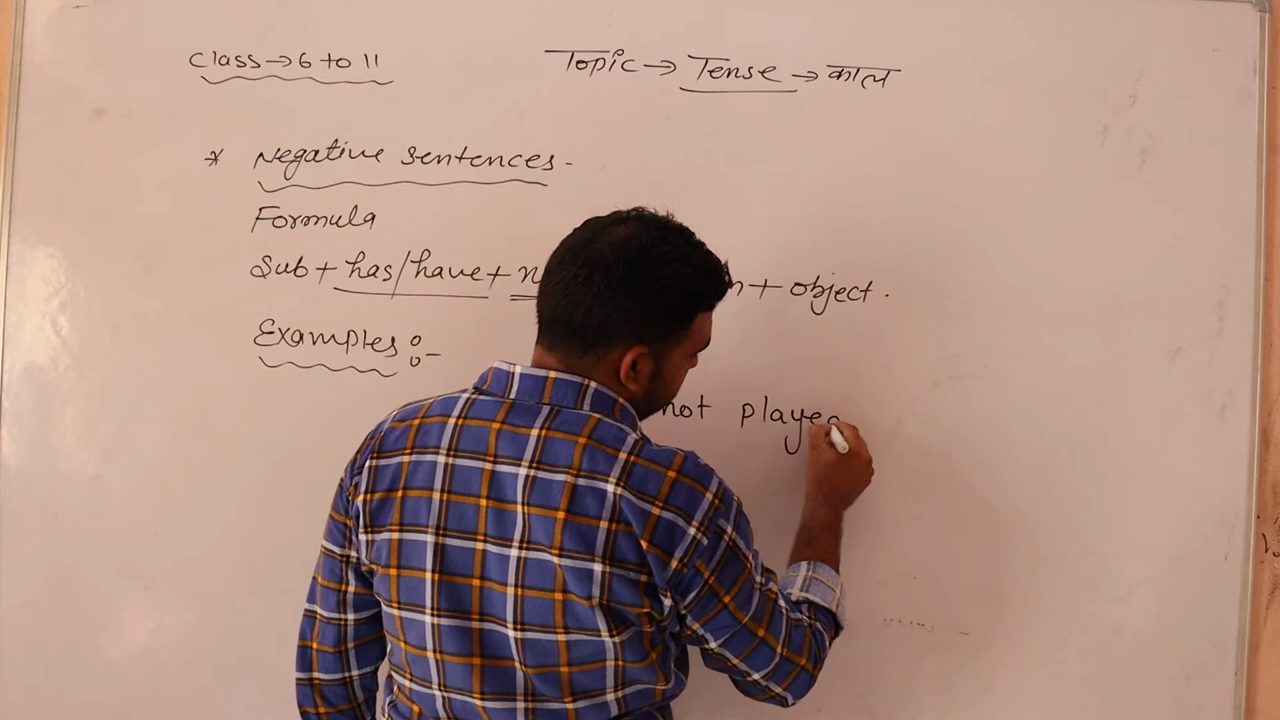 Class → 6 to 11
Topic → Tense → काल
* Negative sentences.
Formula
Sub + has/have + + object.
Examples :-
not playe